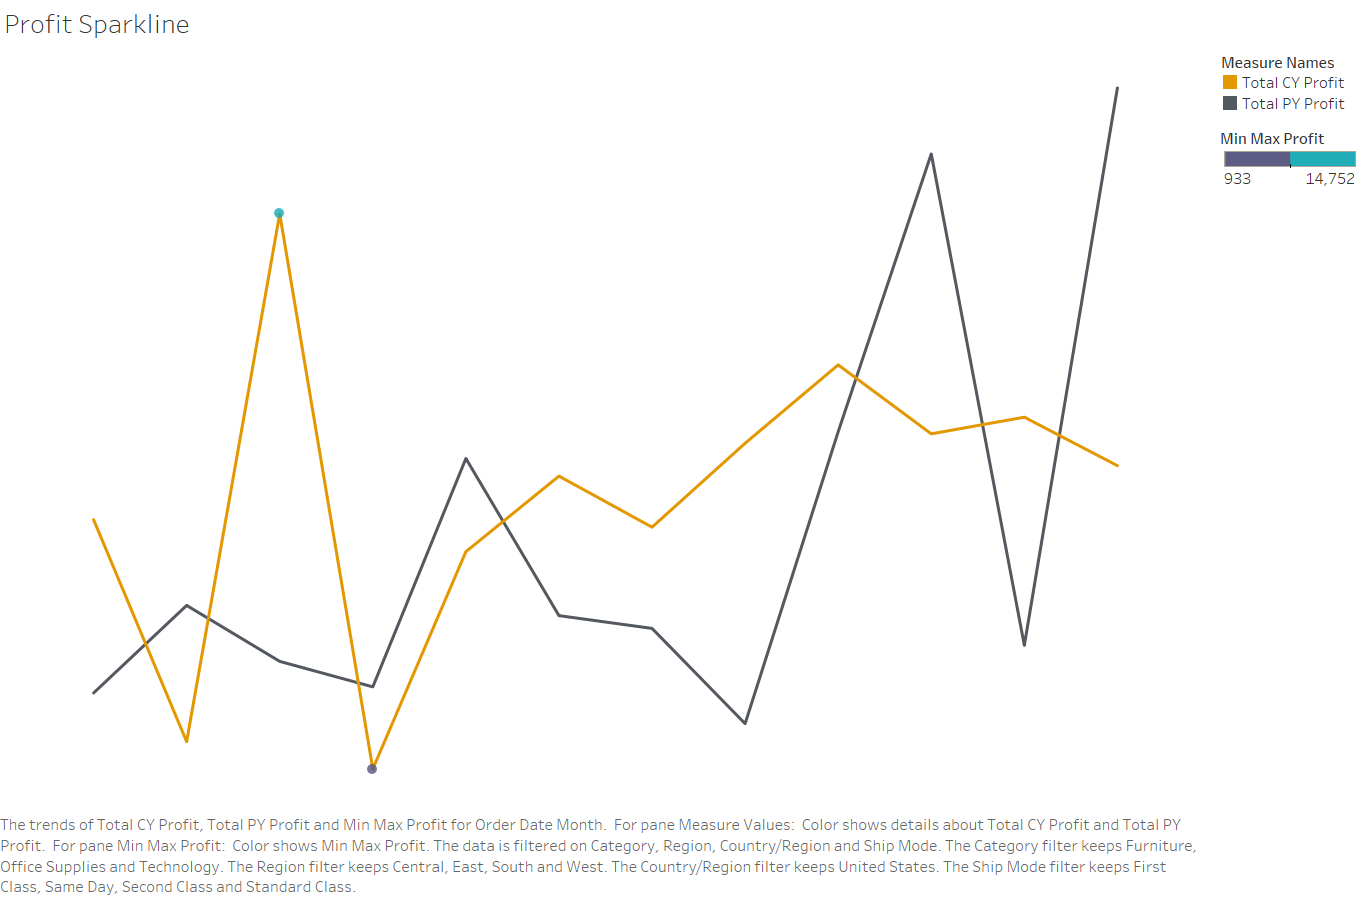 Profit Sparkline
Measure Names
Total CY Profit
Total PY Profit
Min Max Profit
933 14,752
The trends of Total CY Profit, Total PY Profit and Min Max Profit for Order Date Month.  For pane Measure Values:  Color shows details about Total CY Profit and Total PY
Profit.  For pane Min Max Profit:  Color shows Min Max Profit. The data is filtered on Category, Region, Country/Region and Ship Mode. The Category filter keeps Furniture,
Office Supplies and Technology. The Region filter keeps Central, East, South and West. The Country/Region filter keeps United States. The Ship Mode filter keeps First
Class, Same Day, Second Class and Standard Class.